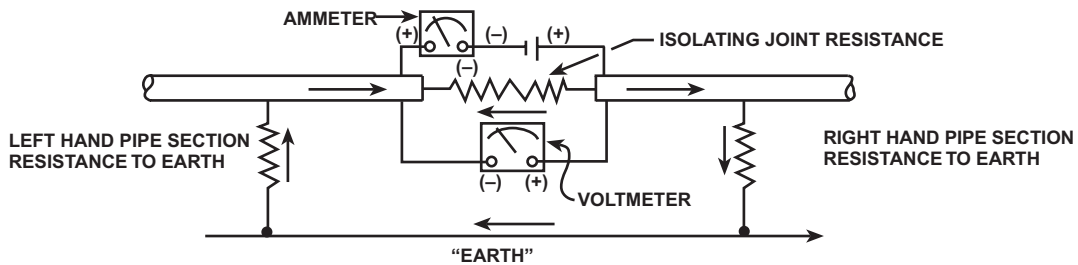 AMMETER
(+) (–) (+)
(–)
ISOLATING JOINT RESISTANCE
LEFT HAND PIPE SECTION
RESISTANCE TO EARTH
RIGHT HAND PIPE SECTION
RESISTANCE TO EARTH
(–) (+)
VOLTMETER
“EARTH”